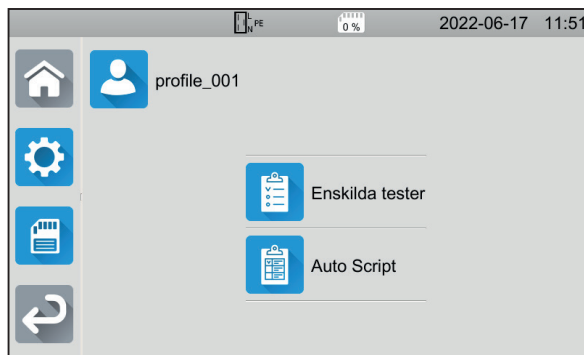 L
N PE
0 %
2022-06-17 11:51
profile_001
Enskilda tester
Auto Script